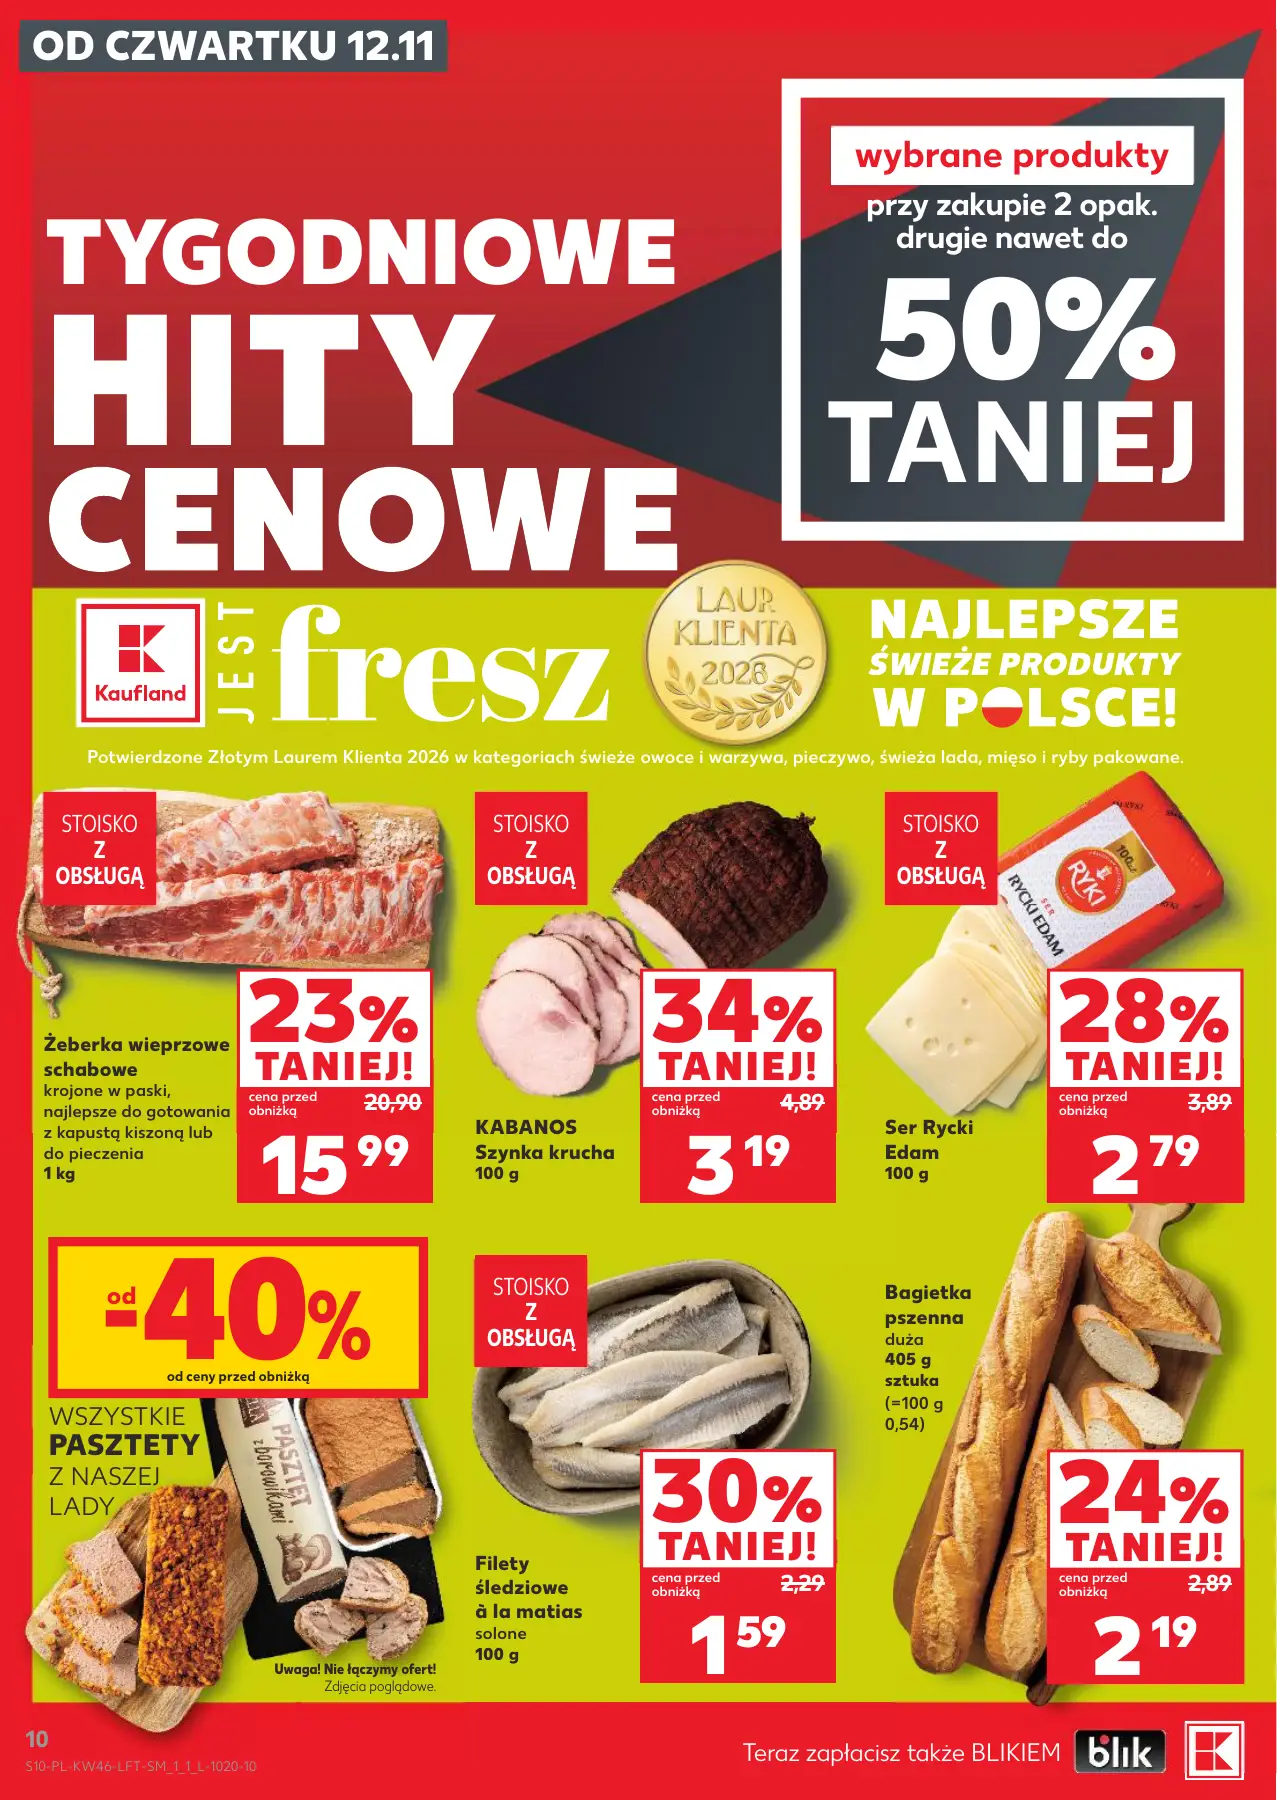 OD CZWARTKU 12.11
wybrane produkty
przy zakupie 2 opak.
drugie nawet do
50%
TANIEJ
TYGODNIOWE
HITY
CENOWE
Kaufland
JEST
fresz
LAUR
KLIENTA
2026
NAJLEPSZE
ŚWIEŻE PRODUKTY
W POLSCE!
Potwierdzone Złotym Laurem Klienta 2026 w kategoriach świeże owoce i warzywa, pieczywo, świeża lada, mięso i ryby pakowane.
STOISKO
Z
OBSŁUGĄ
23%
TANIEJ!
cena przed
obniżką
20,90
15 99
Żeberka wieprzowe
schabowe
krojone w paski,
najlepsze do gotowania
z kapustą kiszoną lub
do pieczenia
1 kg
STOISKO
Z
OBSŁUGĄ
34%
TANIEJ!
cena przed
obniżką
4,89
3 19
KABANOS
Szynka krucha
100 g
STOISKO
Z
OBSŁUGĄ
RYKI
SER
RYCKI EDAM
28%
TANIEJ!
cena przed
obniżką
3,89
2 79
Ser Rycki
Edam
100 g
od -40%
od ceny przed obniżką
WSZYSTKIE
PASZTETY
Z NASZEJ
LADY
PASZTET
z borowikami
Uwaga! Nie łączymy ofert!
Zdjęcia poglądowe.
STOISKO
Z
OBSŁUGĄ
30%
TANIEJ!
cena przed
obniżką
2,29
1 59
Filety
śledziowe
à la matias
solone
100 g
Bagietka
pszenna
duża
405 g
sztuka
(=100 g
0,54)
24%
TANIEJ!
cena przed
obniżką
2,89
2 19
10
S10-PL-KW46-LFT-SM_1_1_L-1020-10
Teraz zapłacisz także BLIKIEM
blik